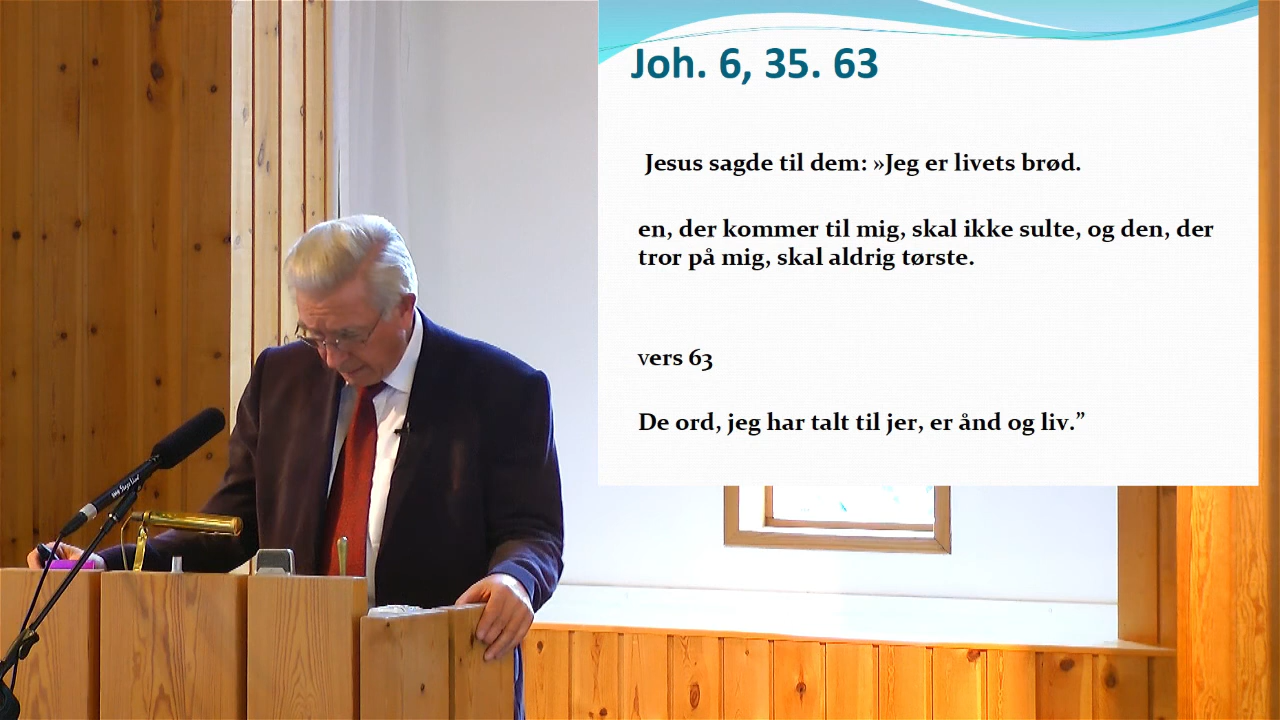 Joh. 6, 35. 63
Jesus sagde til dem: »Jeg er livets brød.
en, der kommer til mig, skal ikke sulte, og den, der
tror på mig, skal aldrig tørste.
vers 63
De ord, jeg har talt til jer, er ånd og liv.”